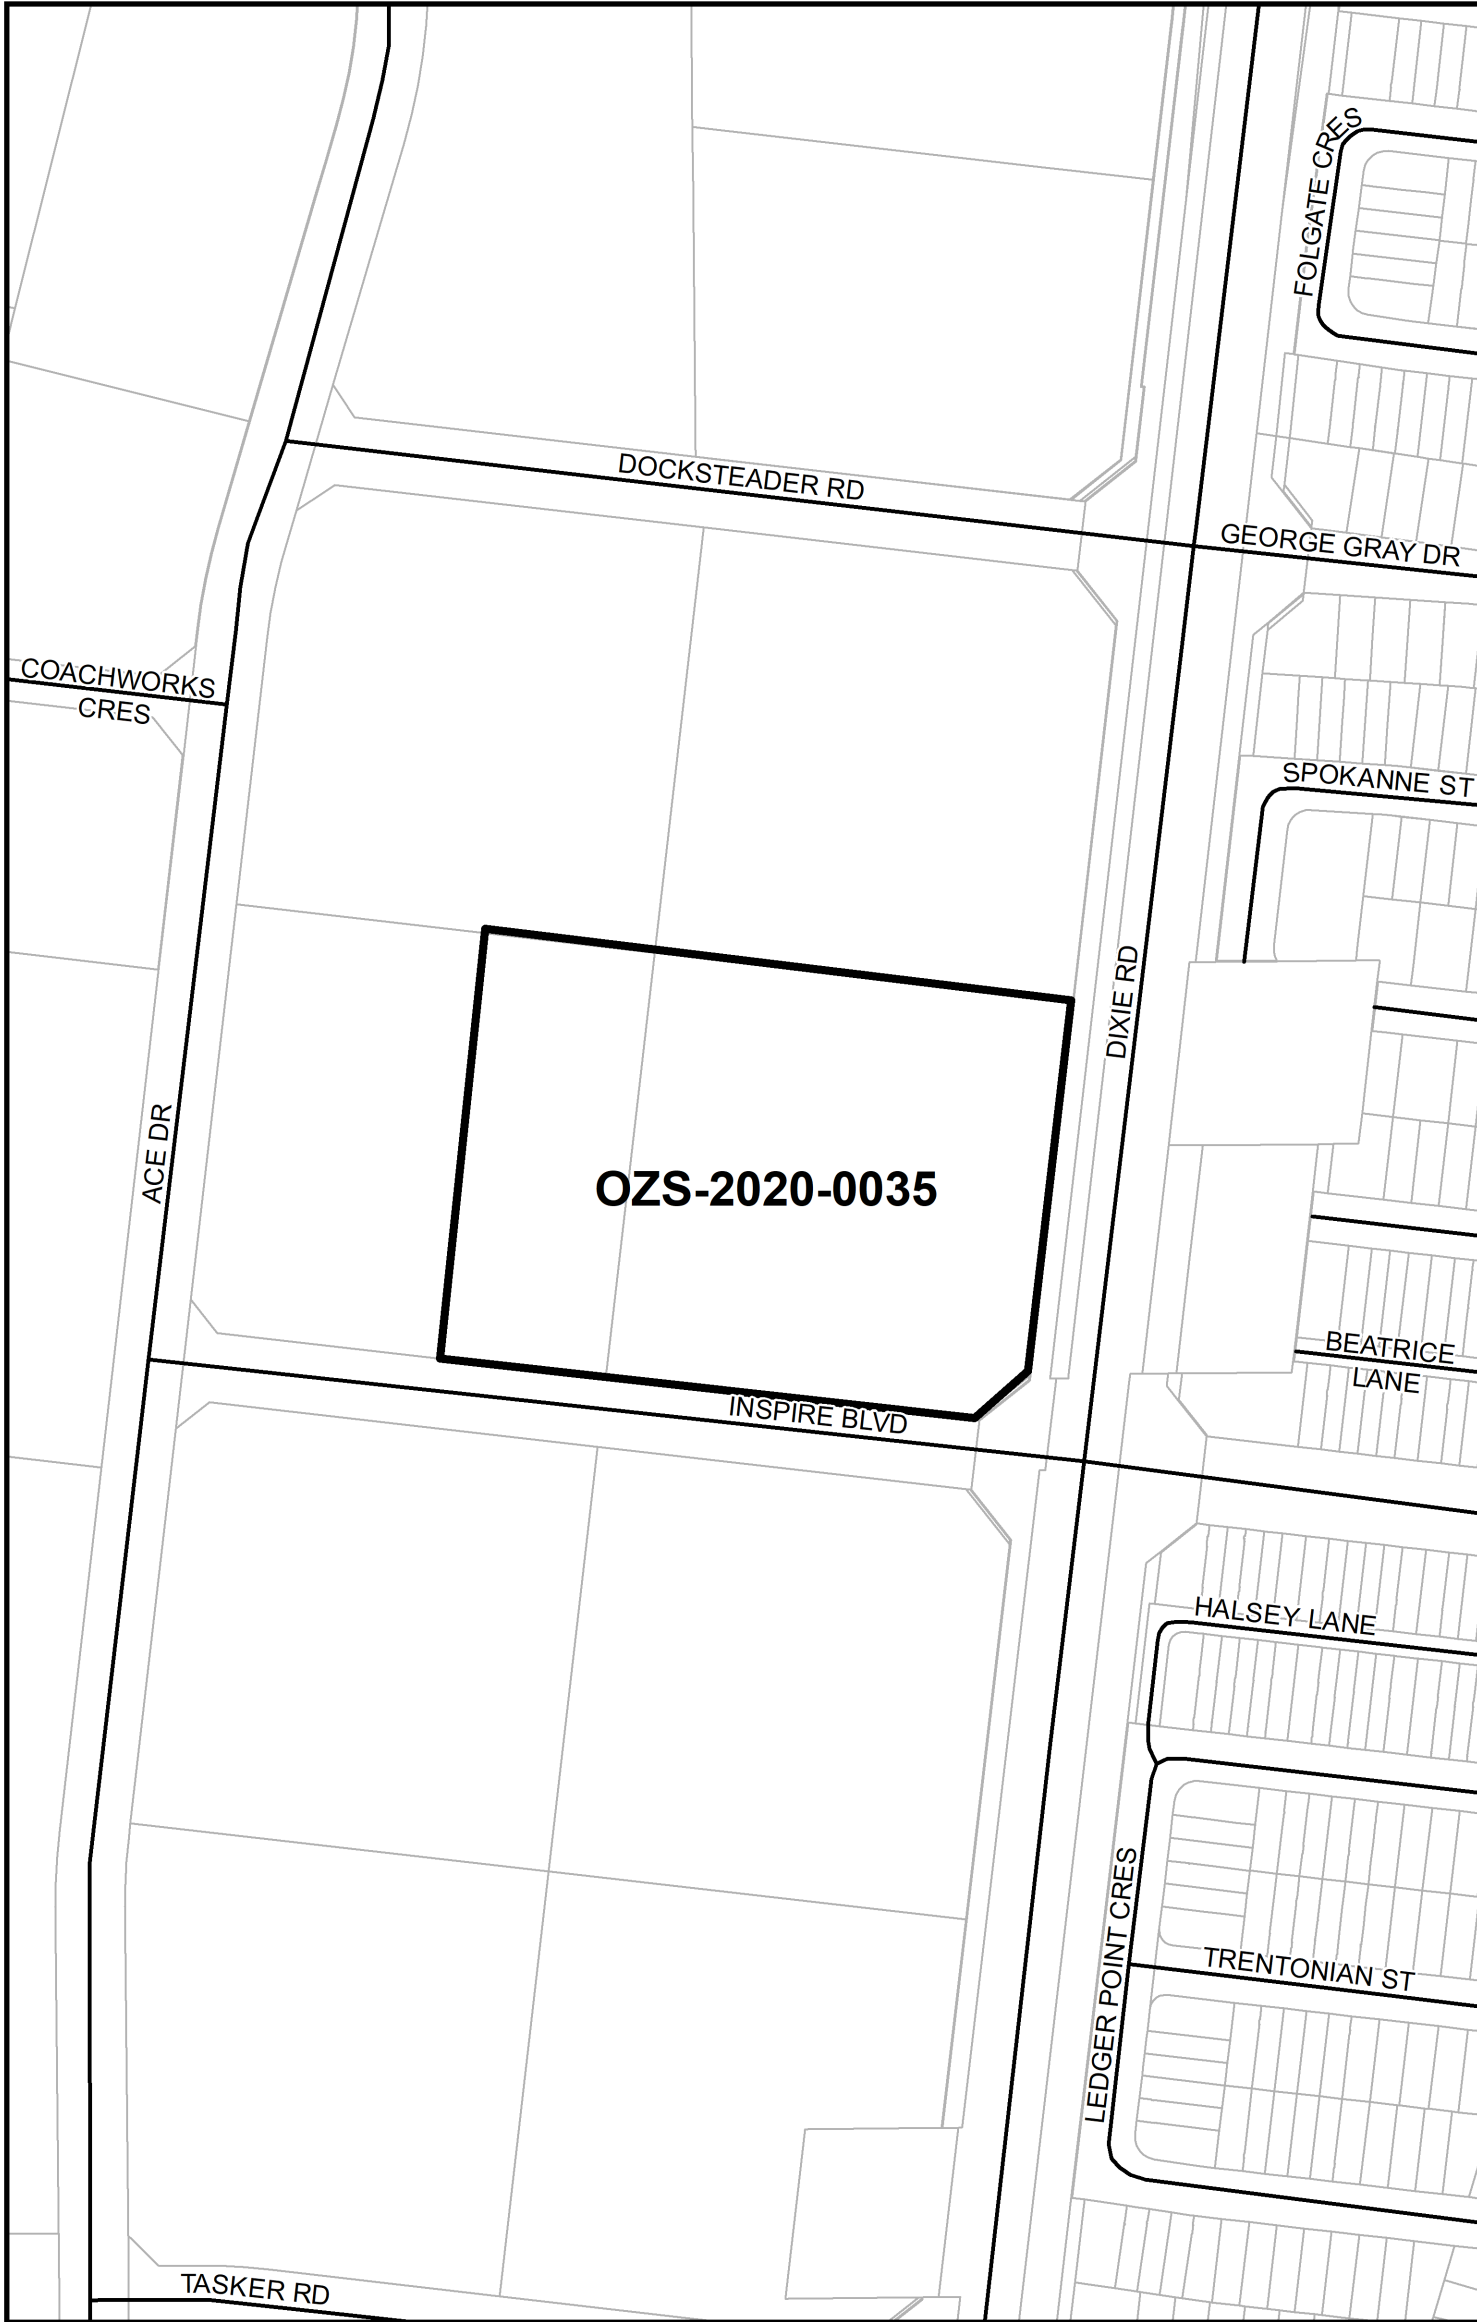 FOLGATE CRES
DOCKSTEADER RD
GEORGE GRAY DR
COACHWORKS
CRES
SPOKANNE ST
DIXIE RD
ACE DR
OZS-2020-0035
BEATRICE
LANE
INSPIRE BLVD
HALSEY LANE
LEDGER POINT CRES
TRENTONIAN ST
TASKER RD